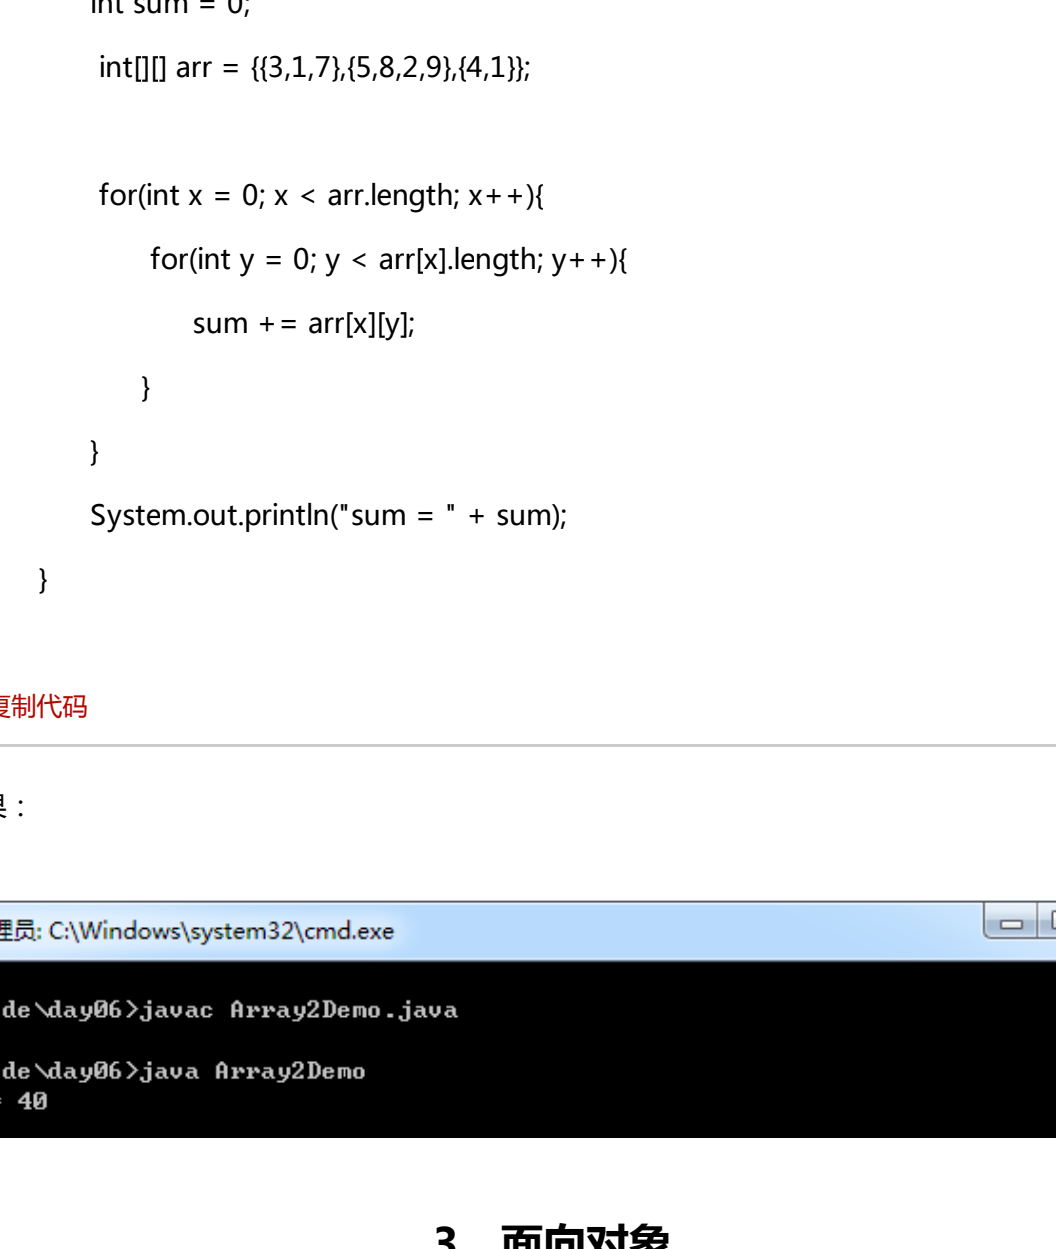 int sum = 0;
int[][] arr = {{3,1,7},{5,8,2,9},{4,1}};
for(int x = 0; x < arr.length; x++){
for(int y = 0; y < arr[x].length; y++){
sum += arr[x][y];
}
}
System.out.println("sum = " + sum);
}
复制代码
果：
理员: C:\Windows\system32\cmd.exe
de\day06>javac Array2Demo.java
de\day06>java Array2Demo
= 40
3 面向对象